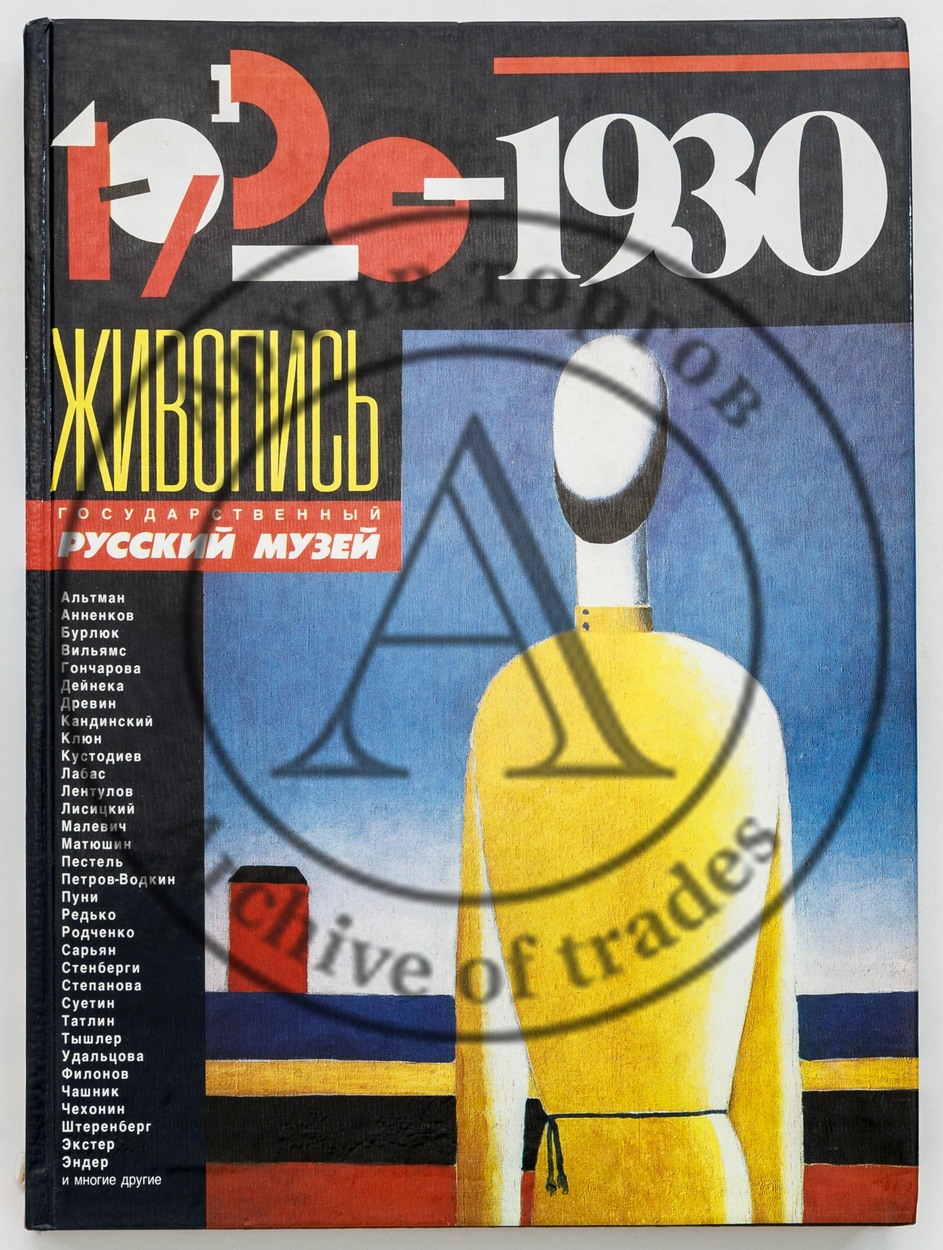 1920-1930
ЖИВОПИСЬ
ГОСУДАРСТВЕННЫЙ
РУССКИЙ МУЗЕЙ
Альтман
Анненков
Бурлюк
Вильямс
Гончарова
Дейнека
Древин
Кандинский
Клюн
Кустодиев
Лабас
Лентулов
Лисицкий
Малевич
Матюшин
Пестель
Петров-Водкин
Пуни
Редько
Родченко
Сарьян
Стенберги
Степанова
Суетин
Татлин
Тышлер
Удальцова
Филонов
Чашник
Чехонин
Штеренберг
Экстер
Эндер
и многие другие
Архив торгов
A
Archive of trades